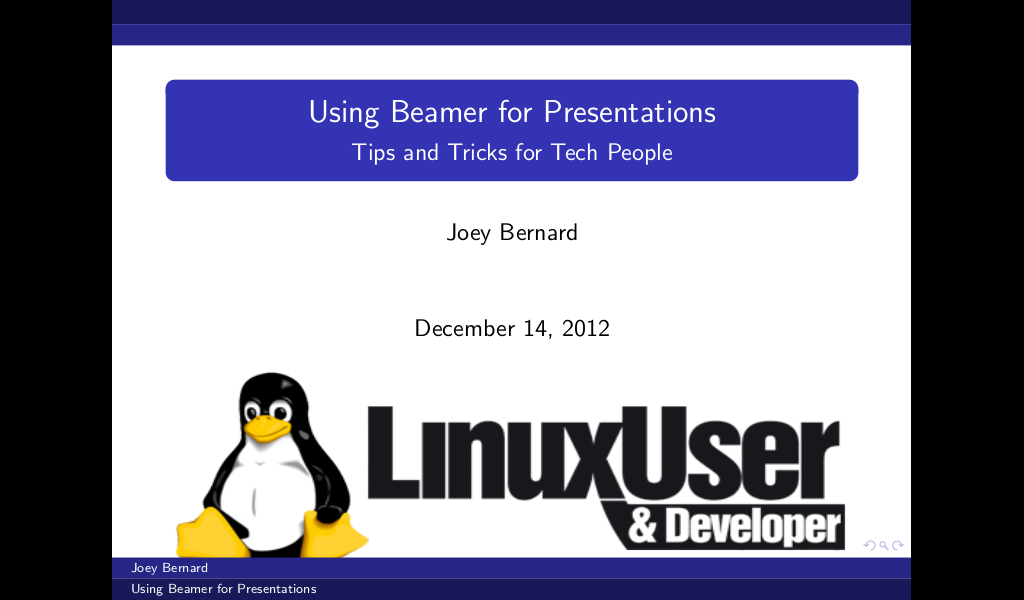 Using Beamer for Presentations
Tips and Tricks for Tech People
Joey Bernard
December 14, 2012
LinuxUser
& Developer
Joey Bernard
Using Beamer for Presentations